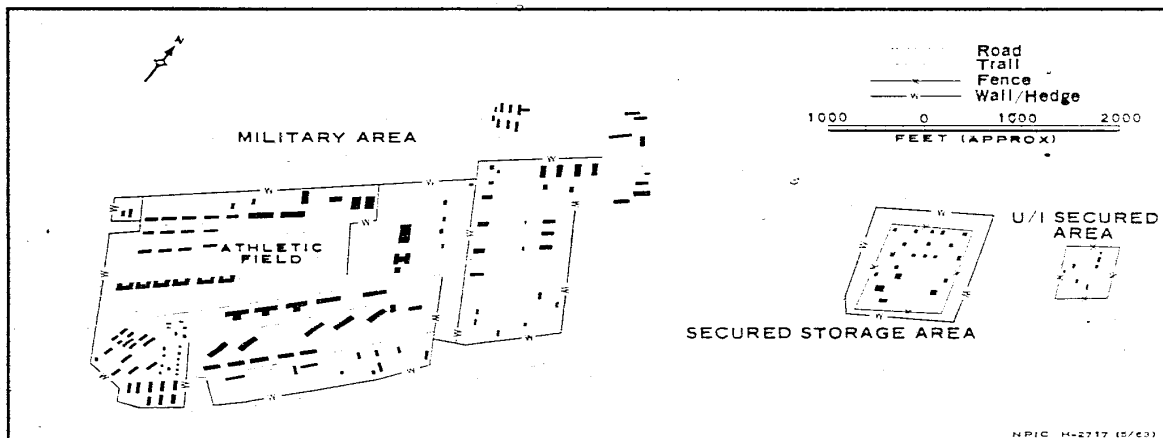 N
Road
Trail
Fence
Wall/Hedge
1000 0 1000 2000
FEET (APPROX)
MILITARY AREA
ATHLETIC
FIELD
U/I SECURED
AREA
SECURED STORAGE AREA
NPIC H-2717 (5/63)